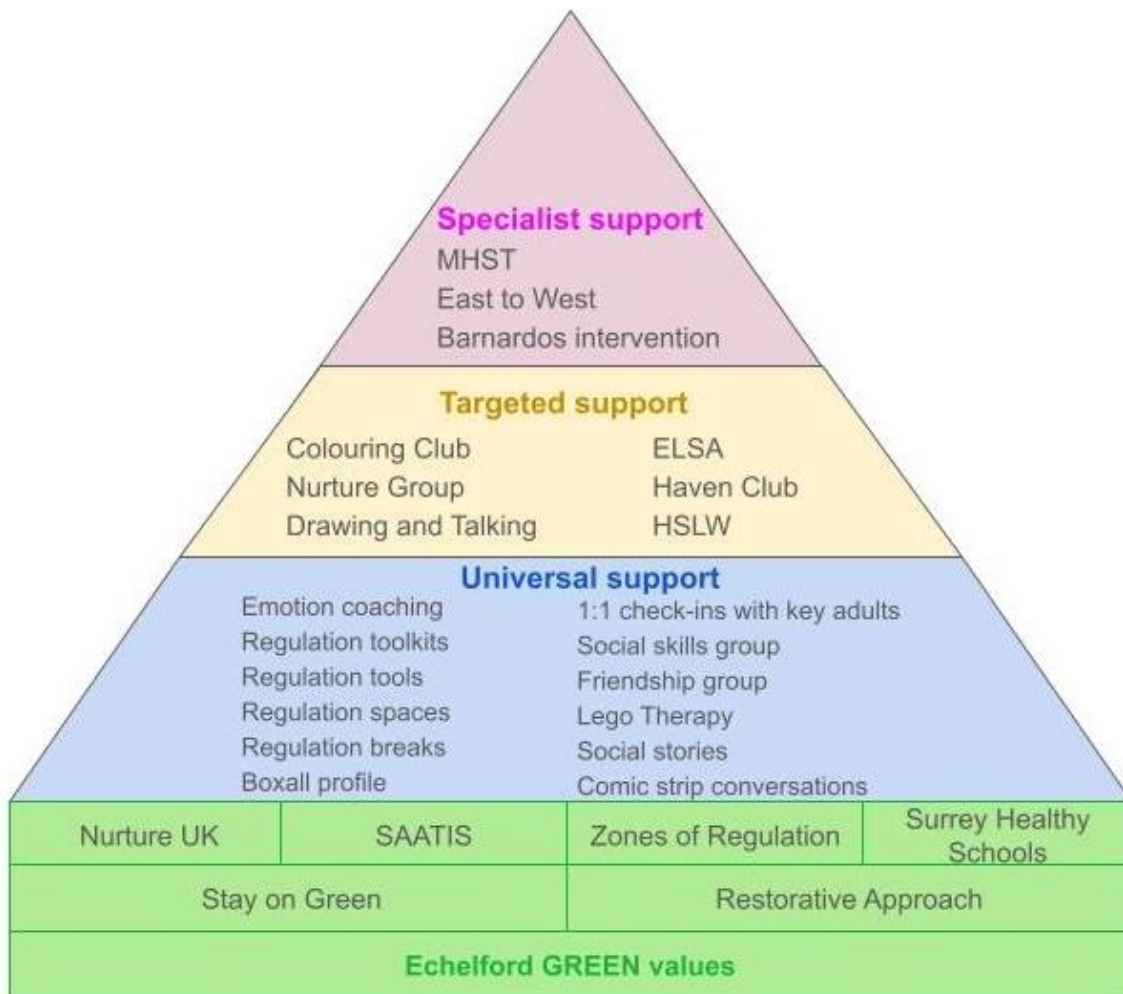 Specialist support
MHST
East to West
Barnardos intervention
Targeted support
Colouring Club
Nurture Group
Drawing and Talking
ELSA
Haven Club
HSLW
Universal support
Emotion coaching
Regulation toolkits
Regulation tools
Regulation spaces
Regulation breaks
Boxall profile
1:1 check-ins with key adults
Social skills group
Friendship group
Lego Therapy
Social stories
Comic strip conversations
Nurture UK
SAATIS
Zones of Regulation
Surrey Healthy
Schools
Stay on Green
Restorative Approach
Echelford GREEN values